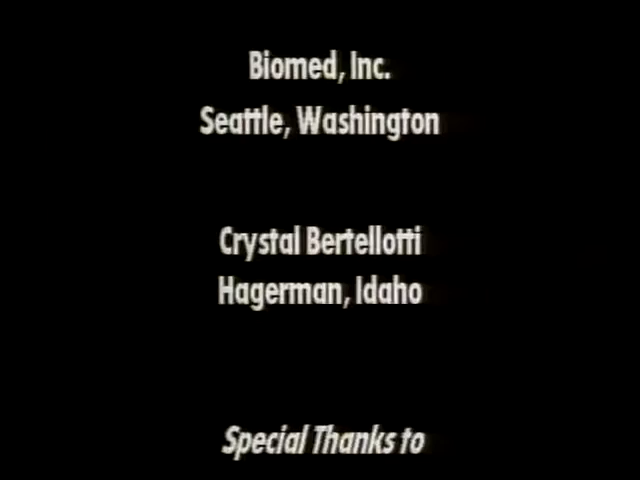 Biomed, Inc.
Seattle, Washington
Crystal Bertellotti
Hagerman, Idaho
Special Thanks to